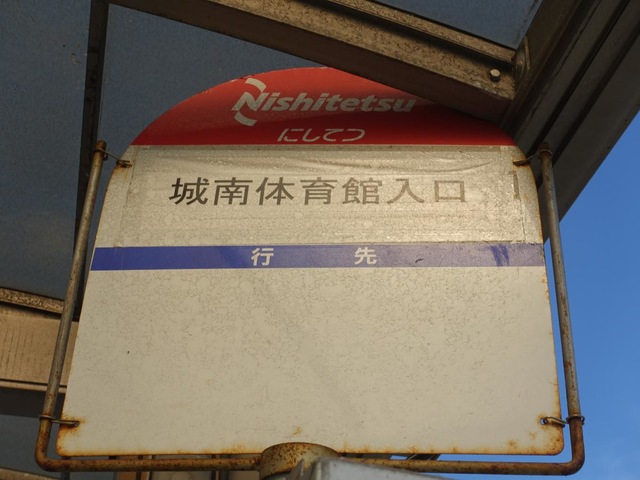 Nishitetsu
にしてつ
城南体育館入口
行先